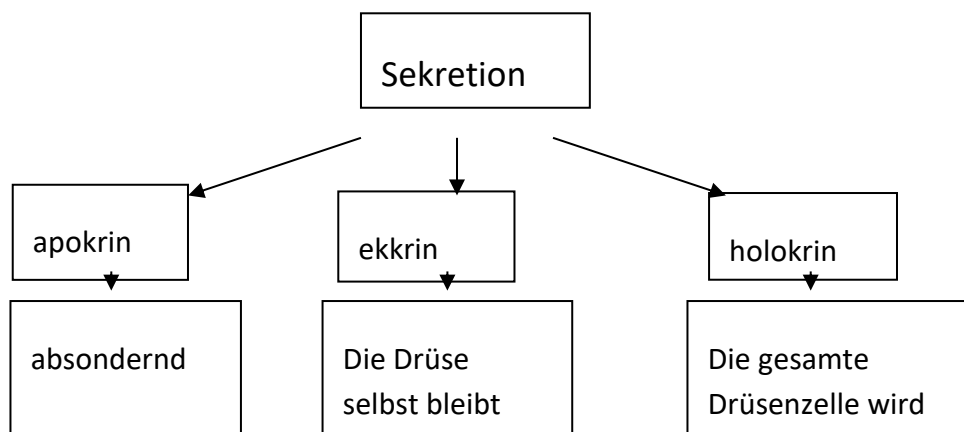 Sekretion
apokrin
ekkrin
holokrin
absondernd
Die Drüse
selbst bleibt
Die gesamte
Drüsenzelle wird